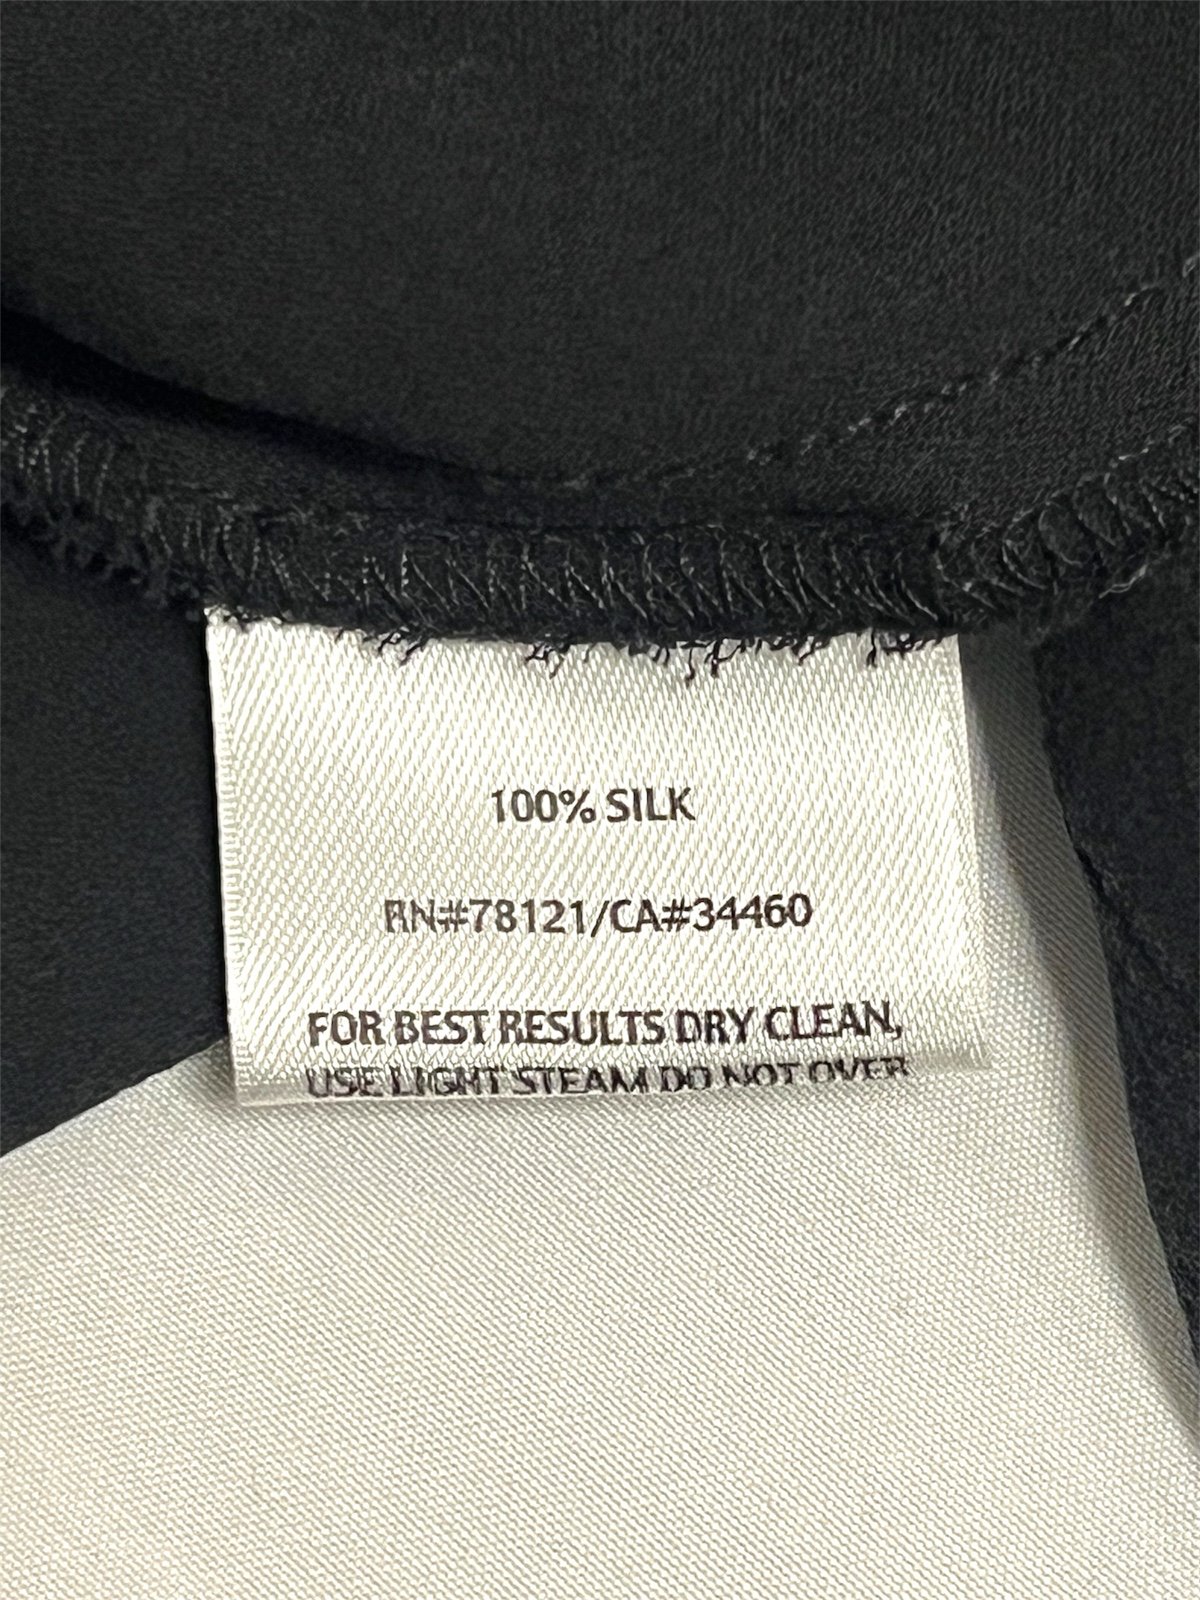 100% SILK
RN#78121/CA#34460
FOR BEST RESULTS DRY CLEAN,
USE LIGHT STEAM DO NOT OVER